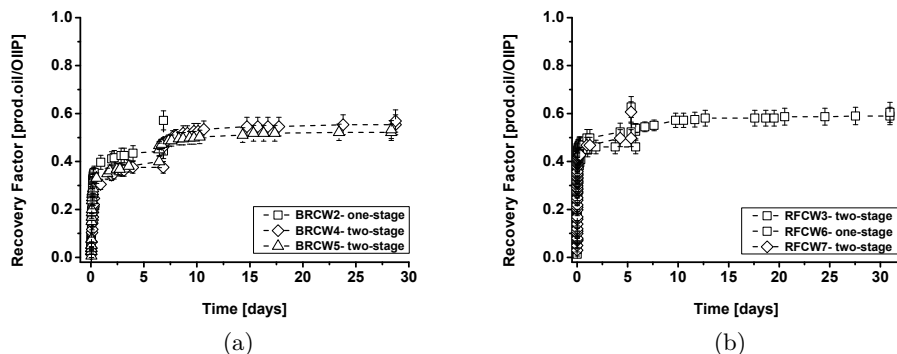 1.0
0.8
0.6
0.4
0.2
0.0
Recovery Factor [prod.oil/OIIP]
BRCW2- one-stage
BRCW4- two-stage
BRCW5- two-stage
0 5 10 15 20 25 30
Time [days]
(a)
1.0
0.8
0.6
0.4
0.2
0.0
Recovery Factor [prod.oil/OIIP]
RFCW3- two-stage
RFCW6- one-stage
RFCW7- two-stage
0 5 10 15 20 25 30
Time [days]
(b)